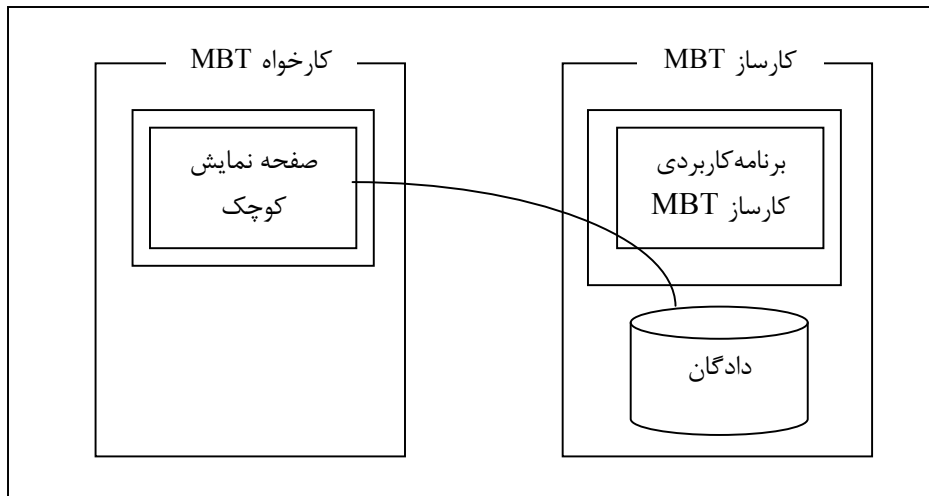 کارساز MBT
برنامه‌کاربردی
کارساز MBT
دادگان
کارخواه MBT
صفحه نمایش
کوچک